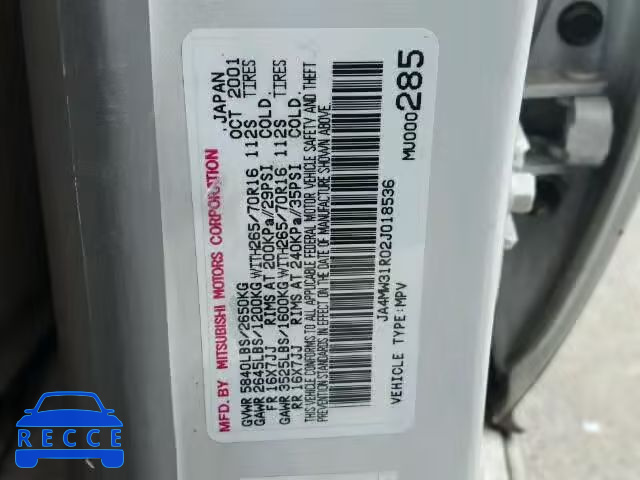 MFD.BY MITSUBISHI MOTORS CORPORATION, JAPAN
OCT 2001
GVWR 5840LBS/2650KG
GAWR 2645LBS/1200KG WITH265/70R16 112S TIRES
FR 16X7JJ RIMS AT 200KPa//29PSI COLD.
GAWR 3525LBS/1600KG WITH265/70R16 112S TIRES
RR 16X7JJ RIMS AT 240KPa//35PSI COLD.
THIS VEHICLE CONFORMS TO ALL APPLICABLE FEDERAL MOTOR VEHICLE SAFETY AND THEFT
PREVENTION STANDARDS IN EFFECT ON THE DATE OF MANUFACTURE SHOWN ABOVE.
JA4MW31R02J018536
VEHICLE TYPE:MPV
MU000285
RECCE